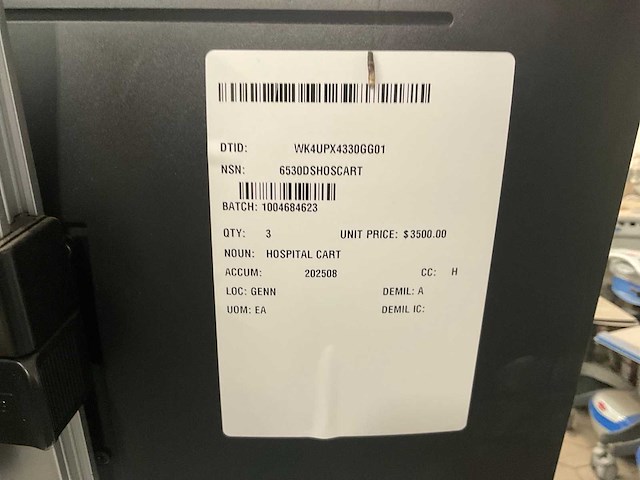 DTID: WK4UPX4330GG01
NSN: 6530DSHOSCART
BATCH: 1004684623
QTY: 3 UNIT PRICE: $3500.00
NOUN: HOSPITAL CART
ACCUM: 202508 CC: H
LOC: GENN DEMIL: A
UOM: EA DEMIL IC: